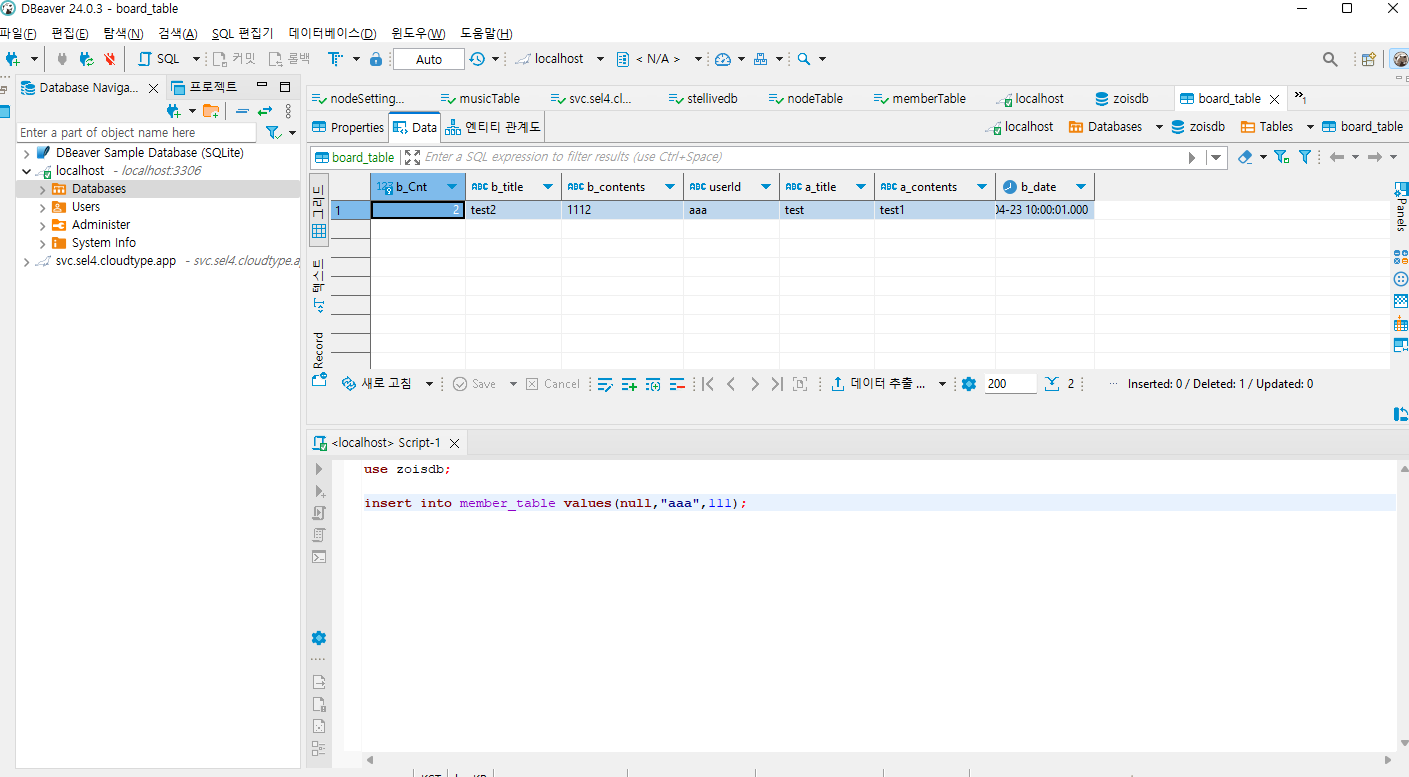 DBeaver 24.0.3 - board_table
파일(F) 편집(E) 탐색(N) 검색(A) SQL 편집기 데이터베이스(D) 윈도우(W) 도움말(H)
SQL 커밋 롤백 Auto localhost < N/A >
Database Naviga... 프로젝트
Enter a part of object name here
DBeaver Sample Database (SQLite)
localhost - localhost:3306
Databases
Users
Administer
System Info
svc.sel4.cloudtype.app - svc.sel4.cloudtype.a
nodeSetting... musicTable svc.sel4.cl... stellivedb nodeTable memberTable localhost zoisdb board_table »1
Properties Data 엔티티 관계도 localhost Databases zoisdb Tables board_table
board_table Enter a SQL expression to filter results (use Ctrl+Space)
그리드
텍스트
Record
123 b_Cnt ABC b_title ABC b_contents ABC userId ABC a_title ABC a_contents b_date
1 2 test2 1112 aaa test test1 04-23 10:00:01.000
Panels
새로 고침 Save Cancel 데이터 추출 ... 200 2 ... Inserted: 0 / Deleted: 1 / Updated: 0
<localhost> Script-1
use zoisdb;
insert into member_table values(null,"aaa",111);